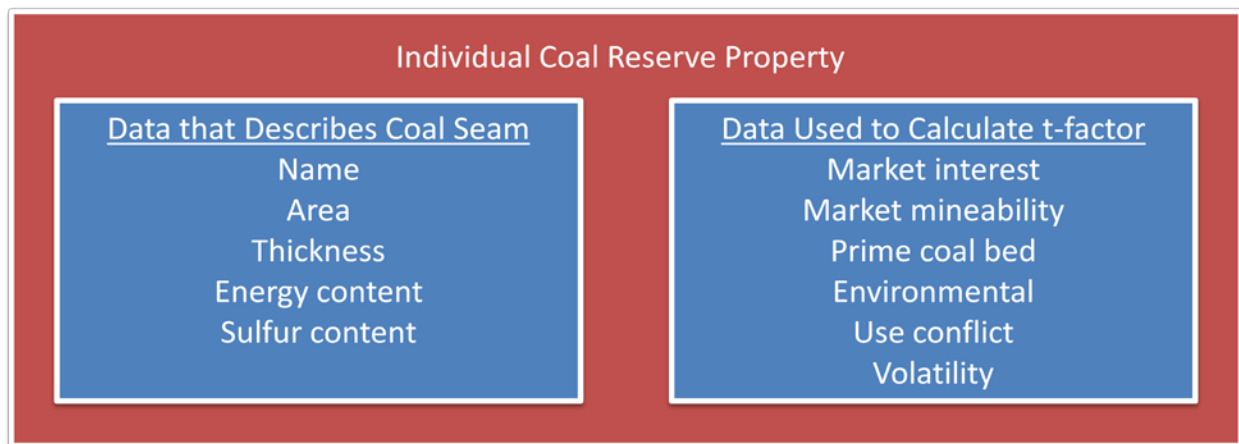 Individual Coal Reserve Property
Data that Describes Coal Seam
Name
Area
Thickness
Energy content
Sulfur content
Data Used to Calculate t-factor
Market interest
Market mineability
Prime coal bed
Environmental
Use conflict
Volatility